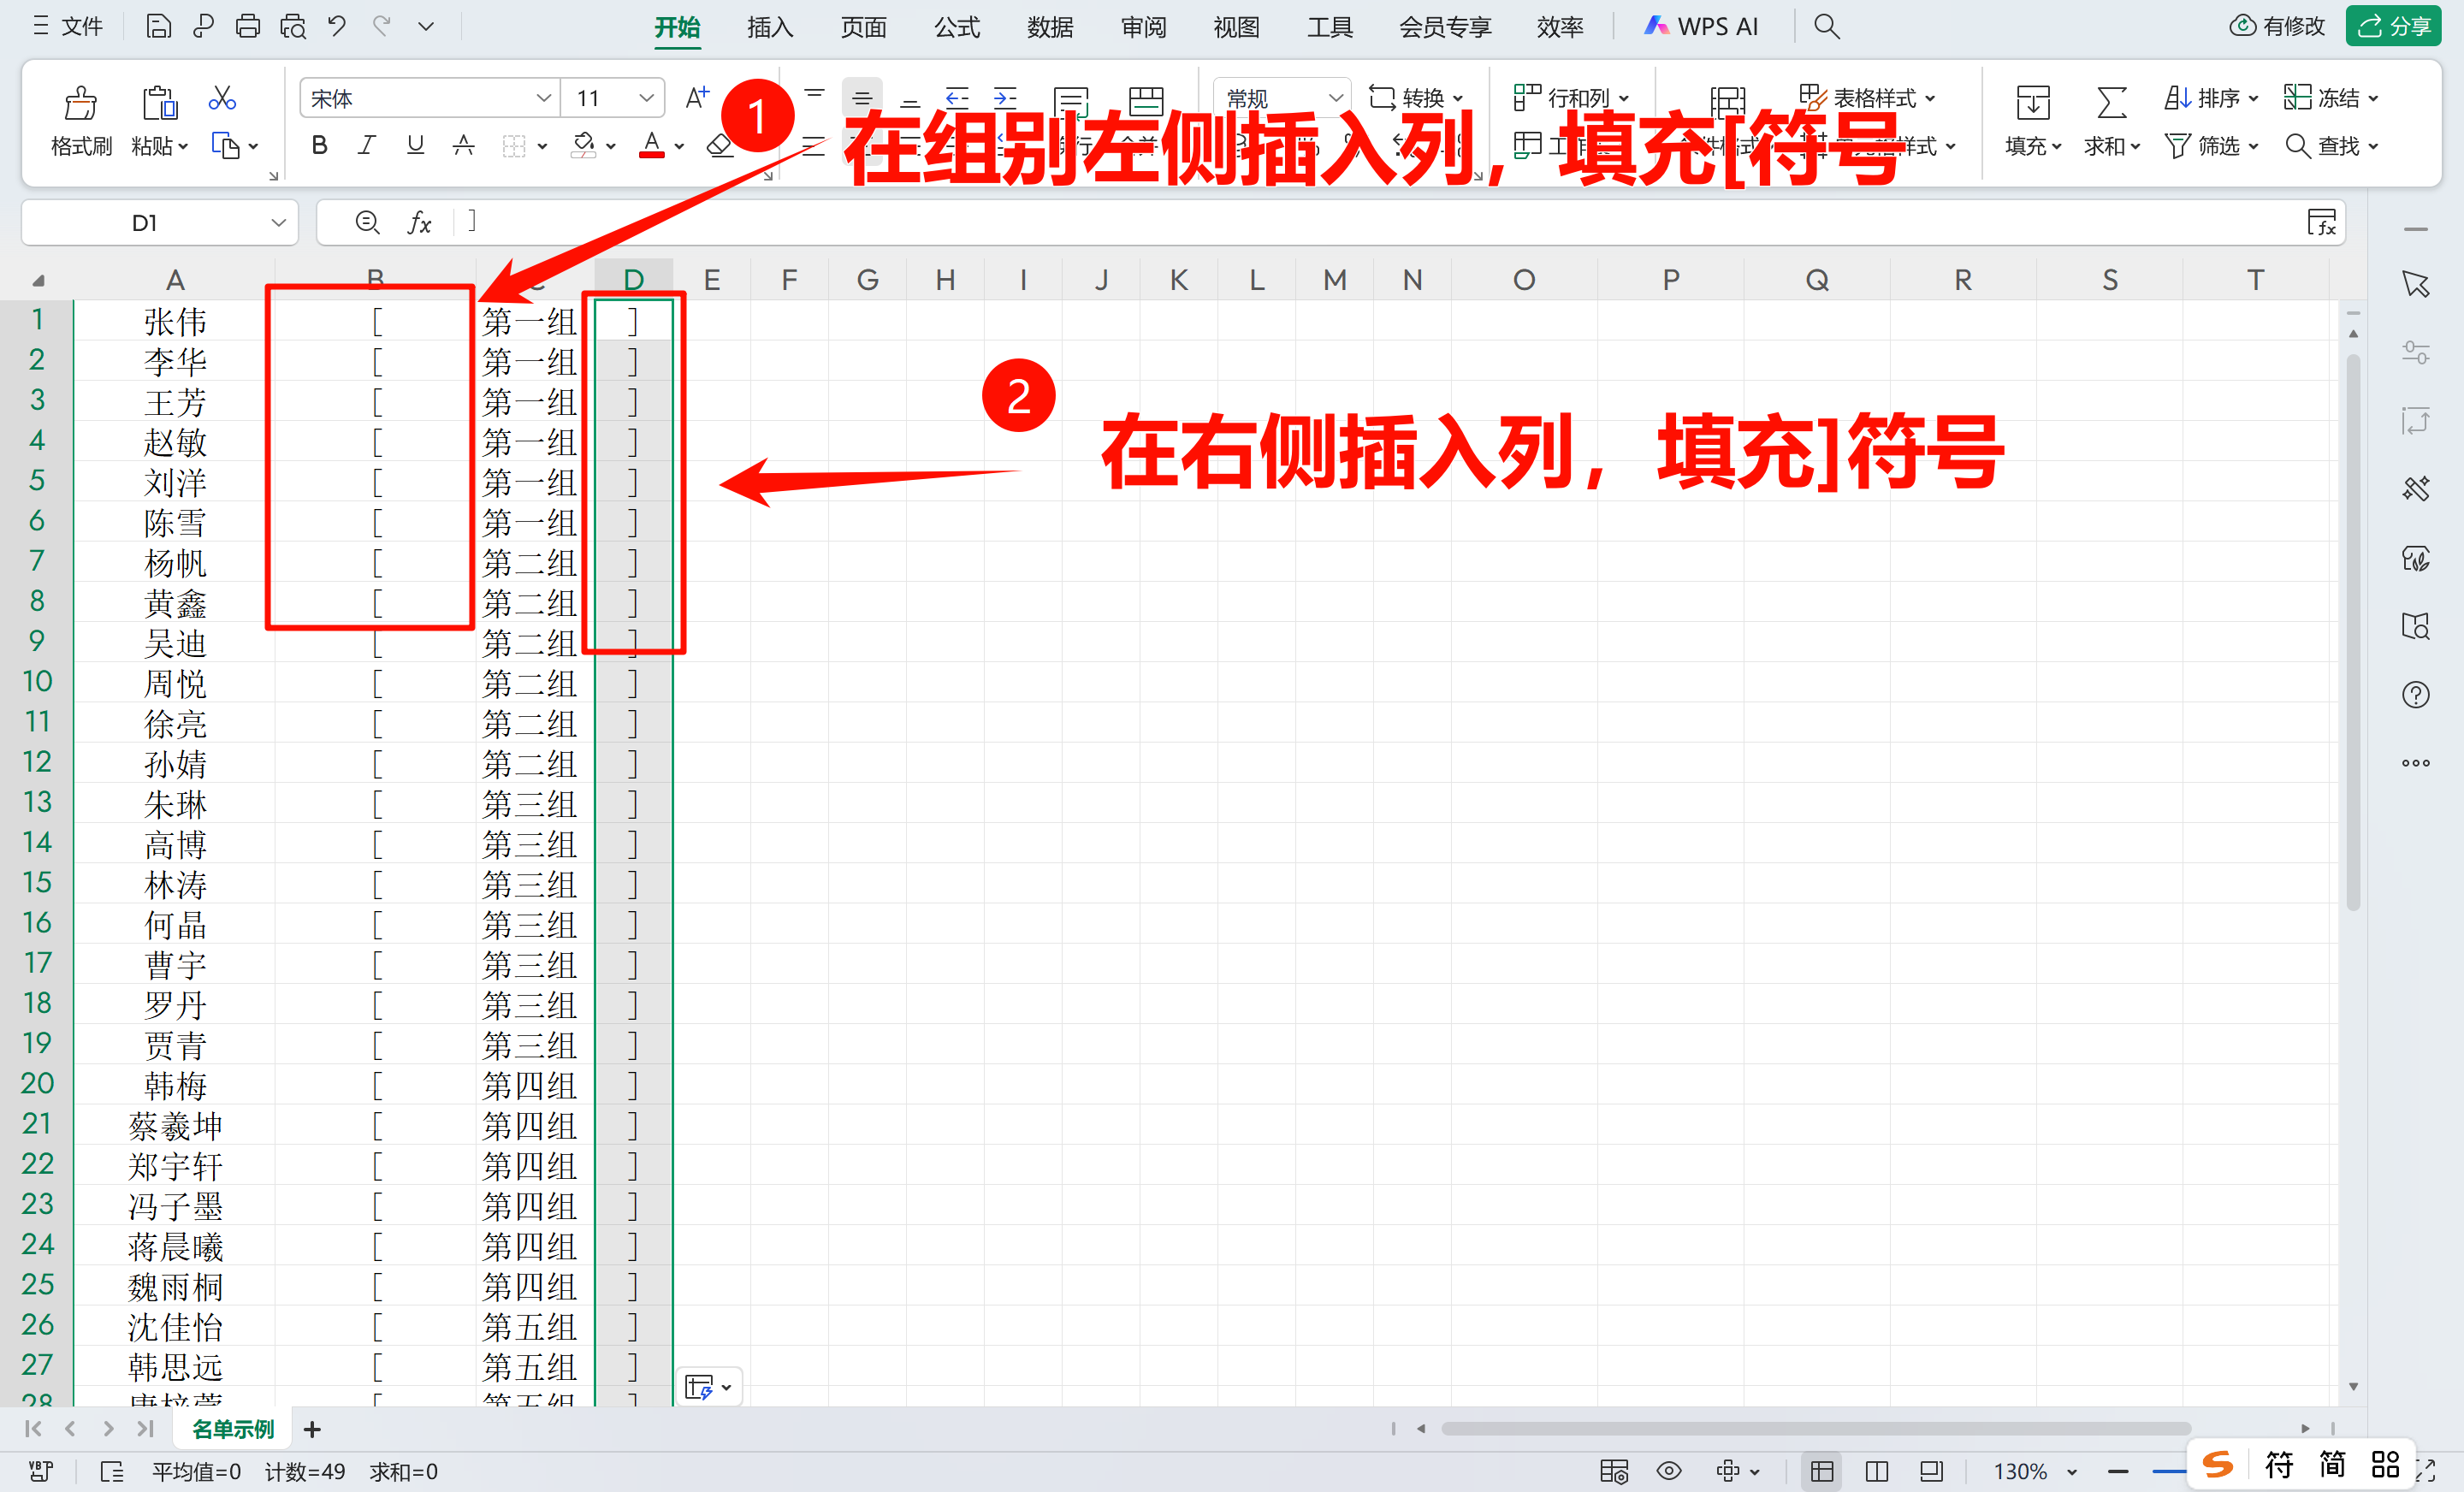 文件 开始 插入 页面 公式 数据 审阅 视图 工具 会员专享 效率 WPS AI 有修改 分享
宋体 11 A+ 常规 转换 行和列 表格样式 排序 冻结
格式刷 粘贴 B I U A A 填充 求和 筛选 查找
1 在组别左侧插入列，填充[符号
D1 fx ]
A B C D E F G H I J K L M N O P Q R S T
1 张伟 [ 第一组 ]
2 李华 [ 第一组 ]
3 王芳 [ 第一组 ]
4 赵敏 [ 第一组 ]
5 刘洋 [ 第一组 ]
6 陈雪 [ 第一组 ]
7 杨帆 [ 第二组 ]
8 黄鑫 [ 第二组 ]
9 吴迪 [ 第二组 ]
10 周悦 [ 第二组 ]
11 徐亮 [ 第二组 ]
12 孙婧 [ 第二组 ]
13 朱琳 [ 第三组 ]
14 高博 [ 第三组 ]
15 林涛 [ 第三组 ]
16 何晶 [ 第三组 ]
17 曹宇 [ 第三组 ]
18 罗丹 [ 第三组 ]
19 贾青 [ 第三组 ]
20 韩梅 [ 第四组 ]
21 蔡羲坤 [ 第四组 ]
22 郑宇轩 [ 第四组 ]
23 冯子墨 [ 第四组 ]
24 蒋晨曦 [ 第四组 ]
25 魏雨桐 [ 第四组 ]
26 沈佳怡 [ 第五组 ]
27 韩思远 [ 第五组 ]
28
2 在右侧插入列，填充]符号
名单示例
平均值=0 计数=49 求和=0 130%
S 符 简